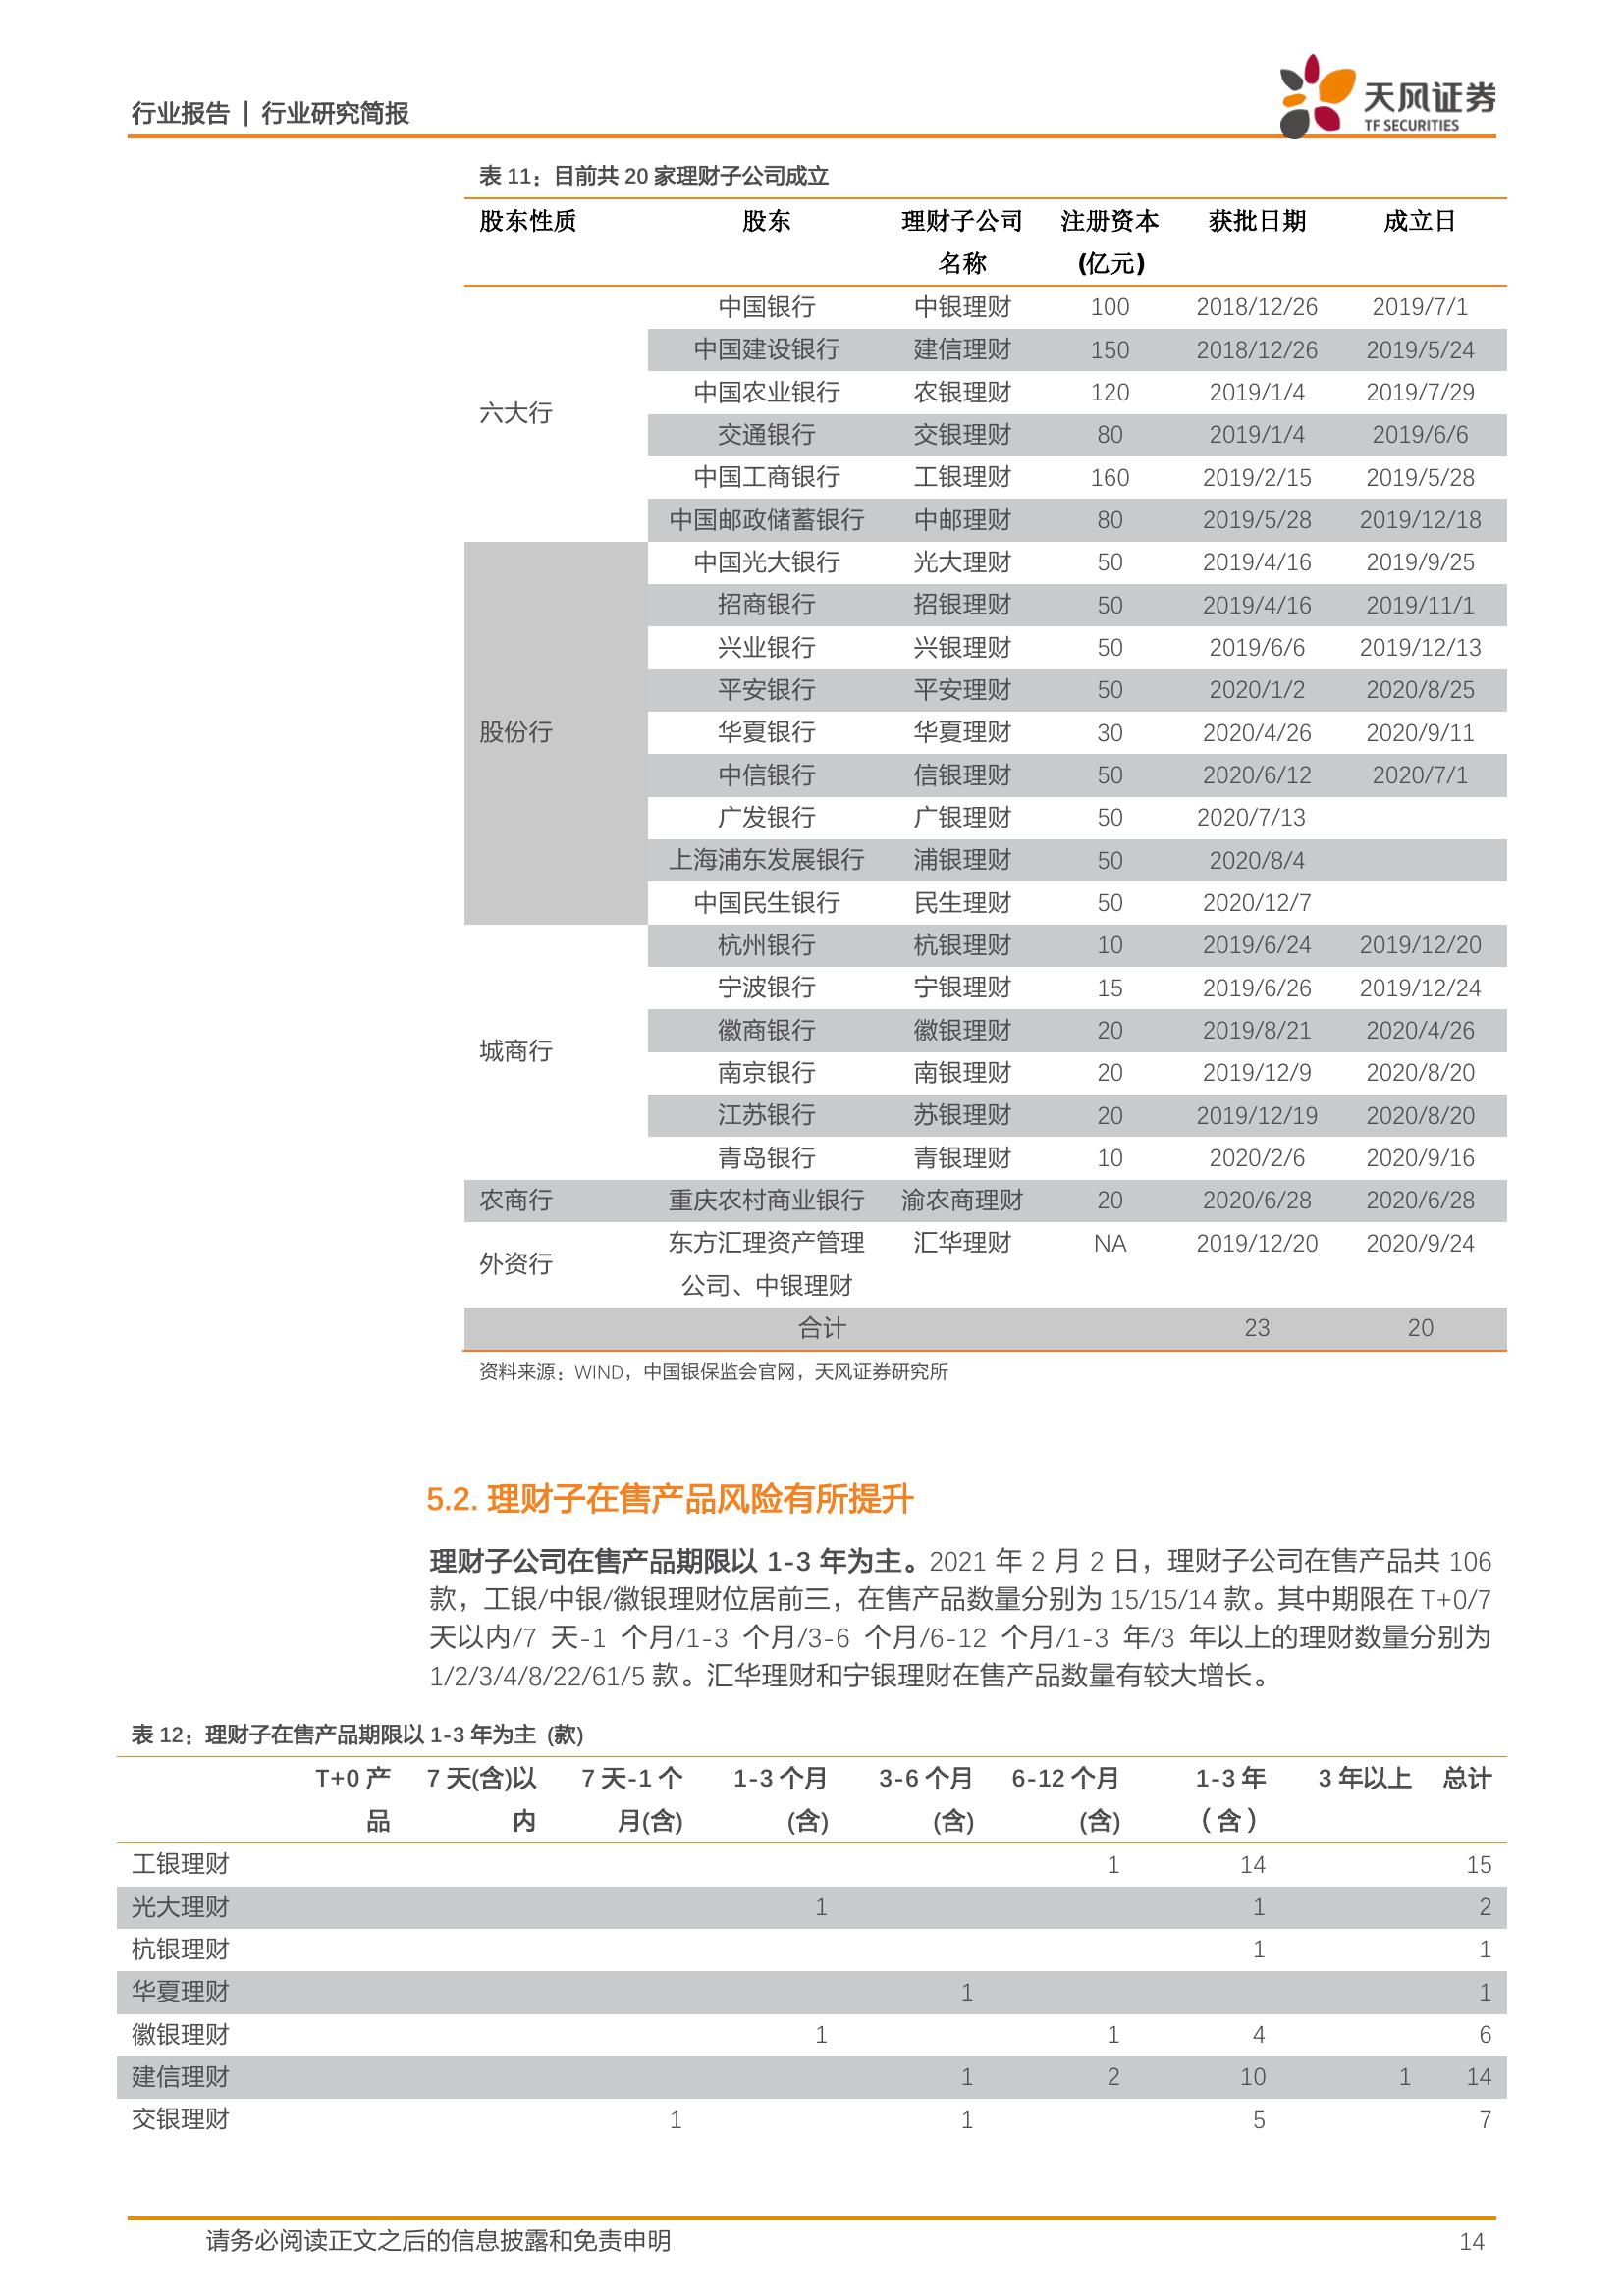 行业报告 | 行业研究简报
天风证券
TF SECURITIES
表 11：目前共 20 家理财子公司成立
股东性质 股东 理财子公司 注册资本 获批日期 成立日
名称 (亿元)
中国银行 中银理财 100 2018/12/26 2019/7/1
中国建设银行 建信理财 150 2018/12/26 2019/5/24
中国农业银行 农银理财 120 2019/1/4 2019/7/29
六大行
交通银行 交银理财 80 2019/1/4 2019/6/6
中国工商银行 工银理财 160 2019/2/15 2019/5/28
中国邮政储蓄银行 中邮理财 80 2019/5/28 2019/12/18
中国光大银行 光大理财 50 2019/4/16 2019/9/25
招商银行 招银理财 50 2019/4/16 2019/11/1
兴业银行 兴银理财 50 2019/6/6 2019/12/13
平安银行 平安理财 50 2020/1/2 2020/8/25
股份行 华夏银行 华夏理财 30 2020/4/26 2020/9/11
中信银行 信银理财 50 2020/6/12 2020/7/1
广发银行 广银理财 50 2020/7/13
上海浦东发展银行 浦银理财 50 2020/8/4
中国民生银行 民生理财 50 2020/12/7
杭州银行 杭银理财 10 2019/6/24 2019/12/20
宁波银行 宁银理财 15 2019/6/26 2019/12/24
徽商银行 徽银理财 20 2019/8/21 2020/4/26
城商行
南京银行 南银理财 20 2019/12/9 2020/8/20
江苏银行 苏银理财 20 2019/12/19 2020/8/20
青岛银行 青银理财 10 2020/2/6 2020/9/16
农商行 重庆农村商业银行 渝农商理财 20 2020/6/28 2020/6/28
东方汇理资产管理 汇华理财 NA 2019/12/20 2020/9/24
外资行
公司、中银理财
合计 23 20
资料来源：WIND，中国银保监会官网，天风证券研究所
5.2. 理财子在售产品风险有所提升
理财子公司在售产品期限以 1-3 年为主。2021 年 2 月 2 日，理财子公司在售产品共 106
款，工银/中银/徽银理财位居前三，在售产品数量分别为 15/15/14 款。其中期限在 T+0/7
天以内/7 天-1 个月/1-3 个月/3-6 个月/6-12 个月/1-3 年/3 年以上的理财数量分别为
1/2/3/4/8/22/61/5 款。汇华理财和宁银理财在售产品数量有较大增长。
表 12：理财子在售产品期限以 1-3 年为主 (款)
T+0 产 7 天(含)以 7 天-1 个 1-3 个月 3-6 个月 6-12 个月 1-3 年 3 年以上 总计
品 内 月(含) (含) (含) (含) （含）
工银理财 1 14 15
光大理财 1 1 2
杭银理财 1 1
华夏理财 1 1
徽银理财 1 1 4 6
建信理财 1 2 10 1 14
交银理财 1 1 5 7
请务必阅读正文之后的信息披露和免责申明 14